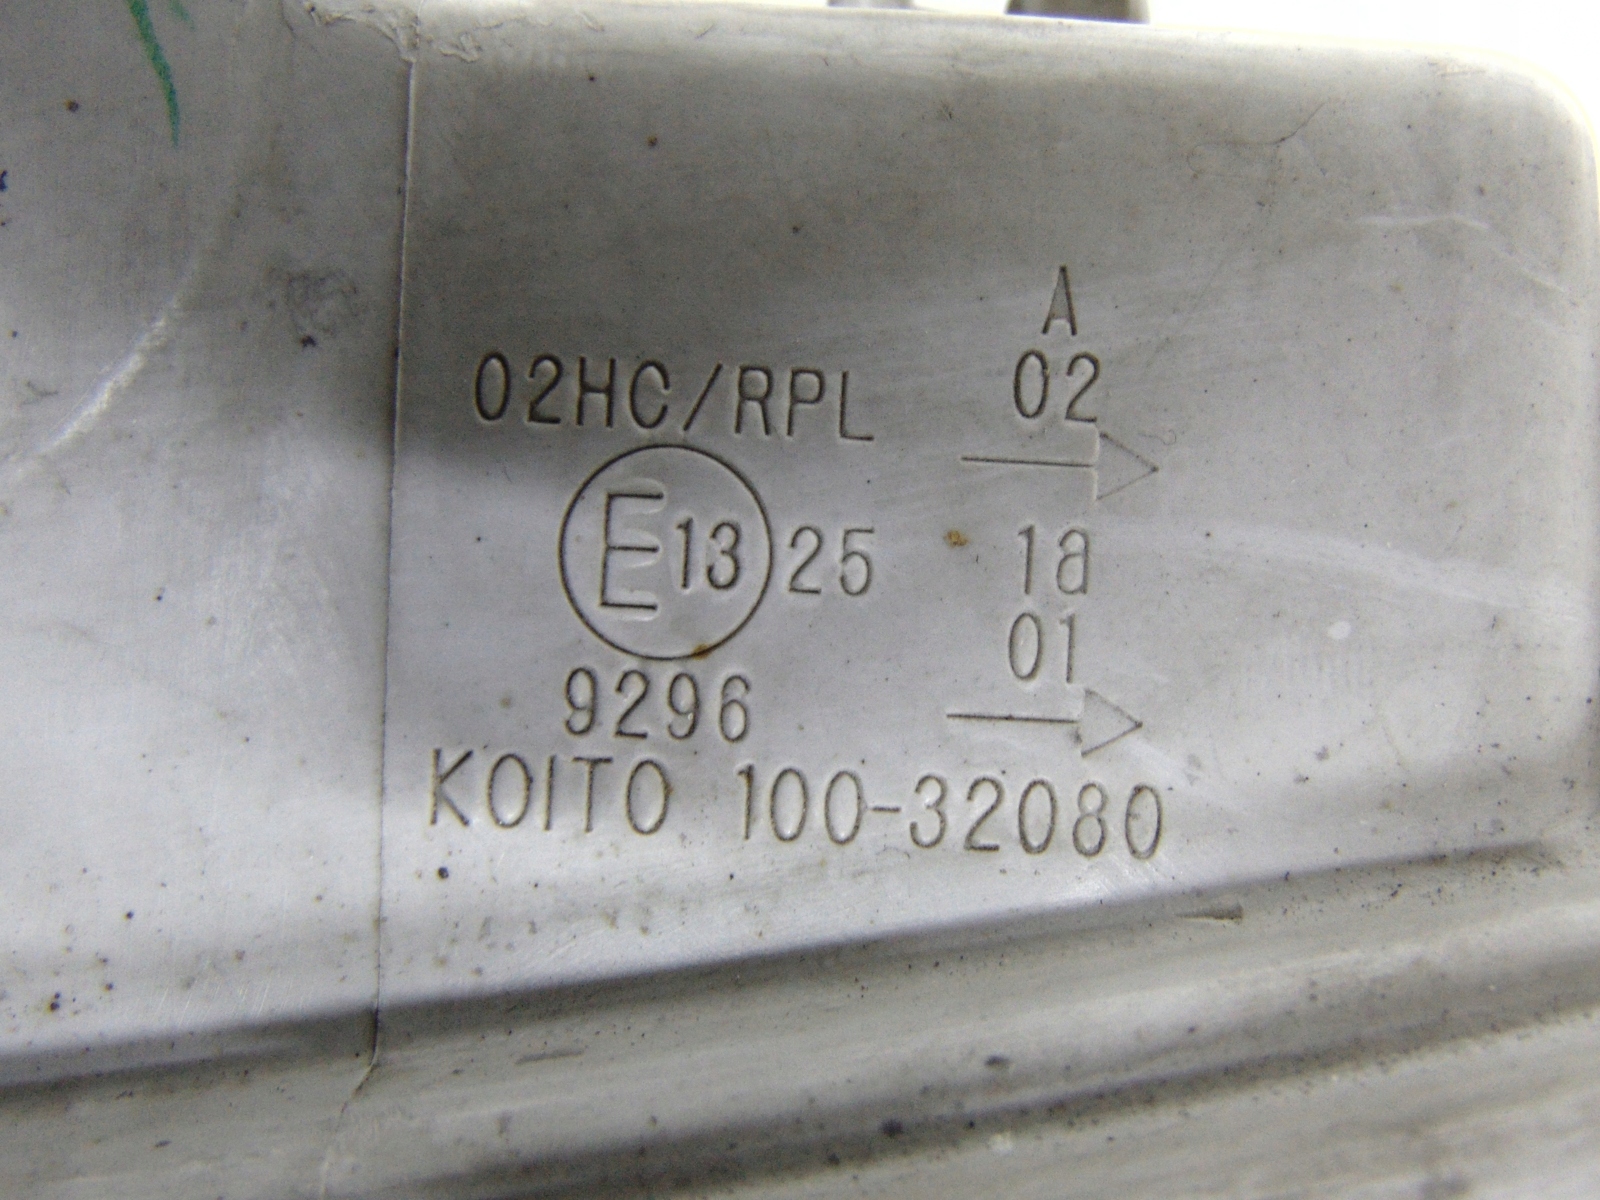 A
02HC/RPL 02
E13 25 1a
01
9296
KOITO 100-32080